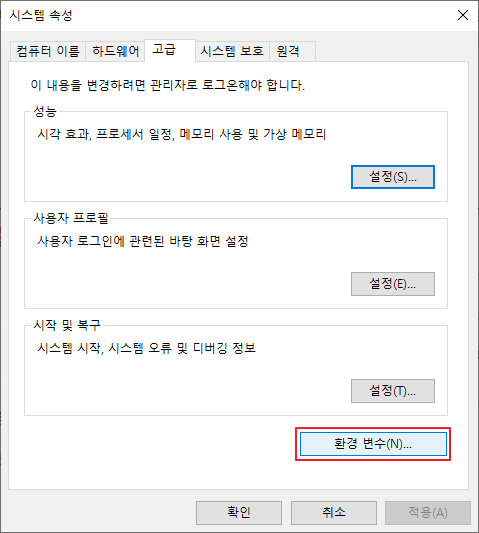 시스템 속성
컴퓨터 이름 하드웨어 고급 시스템 보호 원격
이 내용을 변경하려면 관리자로 로그온해야 합니다.
성능
시각 효과, 프로세서 일정, 메모리 사용 및 가상 메모리
설정(S)...
사용자 프로필
사용자 로그인에 관련된 바탕 화면 설정
설정(E)...
시작 및 복구
시스템 시작, 시스템 오류 및 디버깅 정보
설정(T)...
환경 변수(N)...
확인 취소 적용(A)